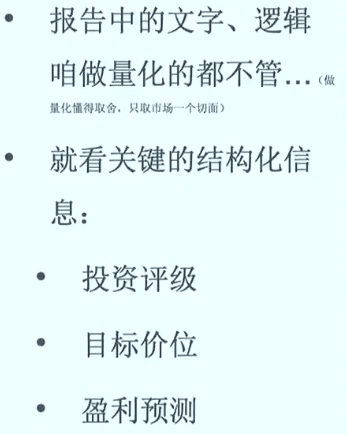 • 报告中的文字、逻辑
咱做量化的都不管…（做
量化懂得取舍，只取市场一个切面）
• 就看关键的结构化信
息：
• 投资评级
• 目标价位
• 盈利预测